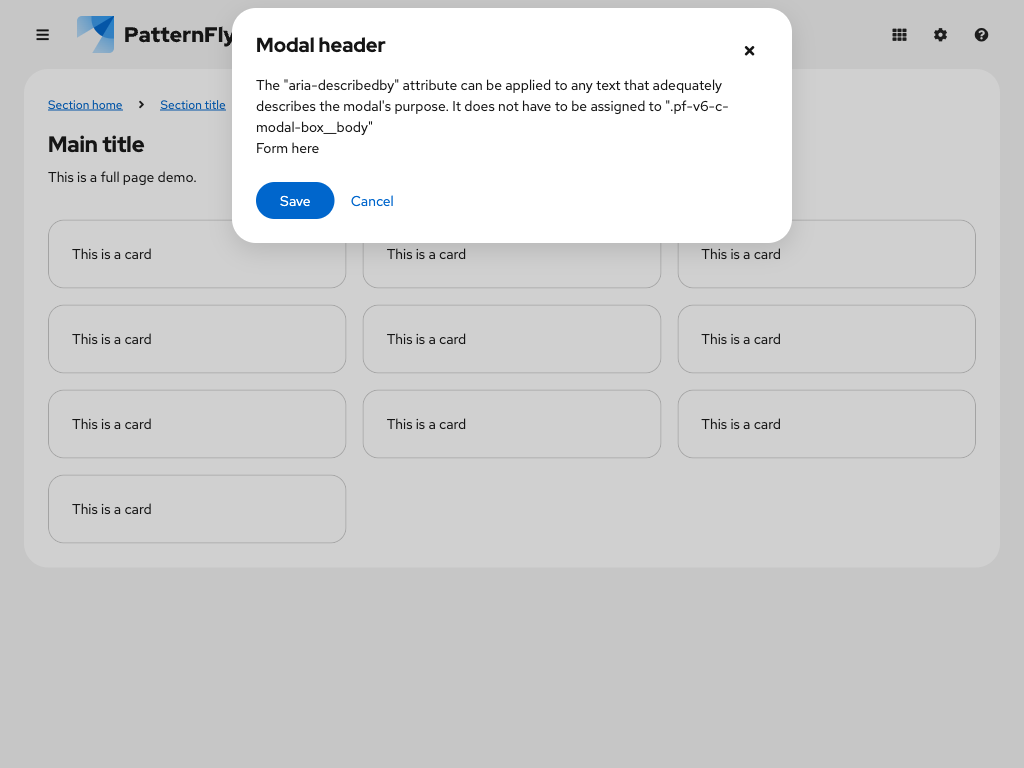 PatternFly
Modal header
The "aria-describedby" attribute can be applied to any text that adequately
describes the modal's purpose. It does not have to be assigned to ".pf-v6-c-
modal-box__body"
Form here
Save Cancel
Section home Section title
Main title
This is a full page demo.
This is a card This is a card This is a card
This is a card This is a card This is a card
This is a card This is a card This is a card
This is a card